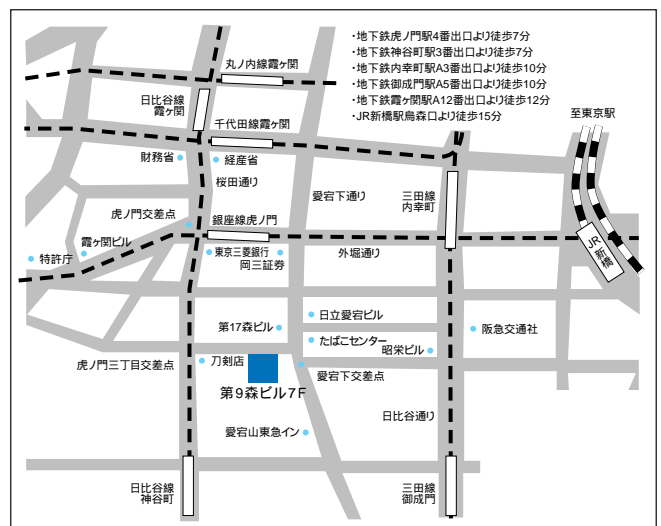 ・地下鉄虎ノ門駅4番出口より徒歩7分
・地下鉄神谷町駅3番出口より徒歩7分
・地下鉄内幸町駅A3番出口より徒歩10分
・地下鉄御成門駅A5番出口より徒歩10分
・地下鉄霞ヶ関駅A12番出口より徒歩12分
・JR新橋駅烏森口より徒歩15分
丸ノ内線霞ヶ関
日比谷線
霞ヶ関
千代田線霞ヶ関
至東京駅
財務省
経産省
桜田通り
愛宕下通り
三田線
内幸町
虎ノ門交差点
銀座線虎ノ門
霞ヶ関ビル
特許庁
東京三菱銀行
岡三証券
外堀通り
JR
新橋
第17森ビル
日立愛宕ビル
たばこセンター
昭栄ビル
阪急交通社
虎ノ門三丁目交差点
刀剣店
愛宕下交差点
第9森ビル7F
日比谷通り
愛宕山東急イン
日比谷線
神谷町
三田線
御成門